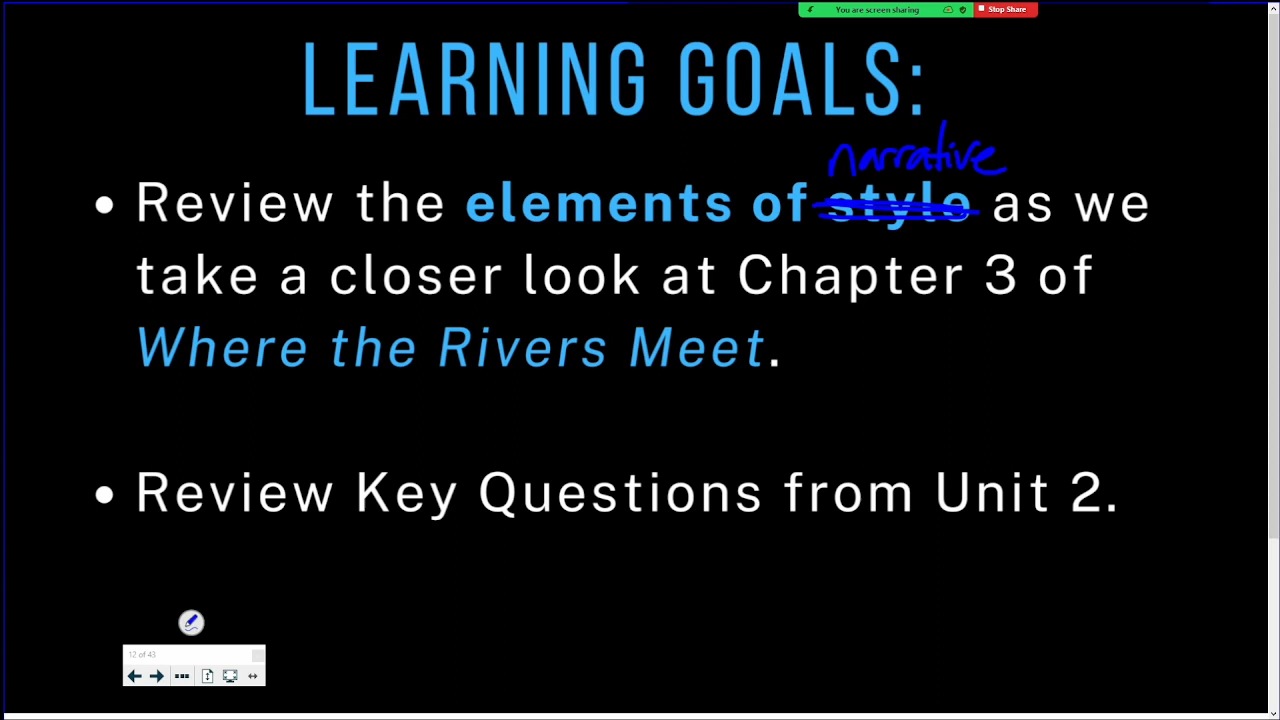 You are screen sharing Stop Share
LEARNING GOALS:
narrative
• Review the elements of style as we
take a closer look at Chapter 3 of
Where the Rivers Meet.
• Review Key Questions from Unit 2.
12 of 43